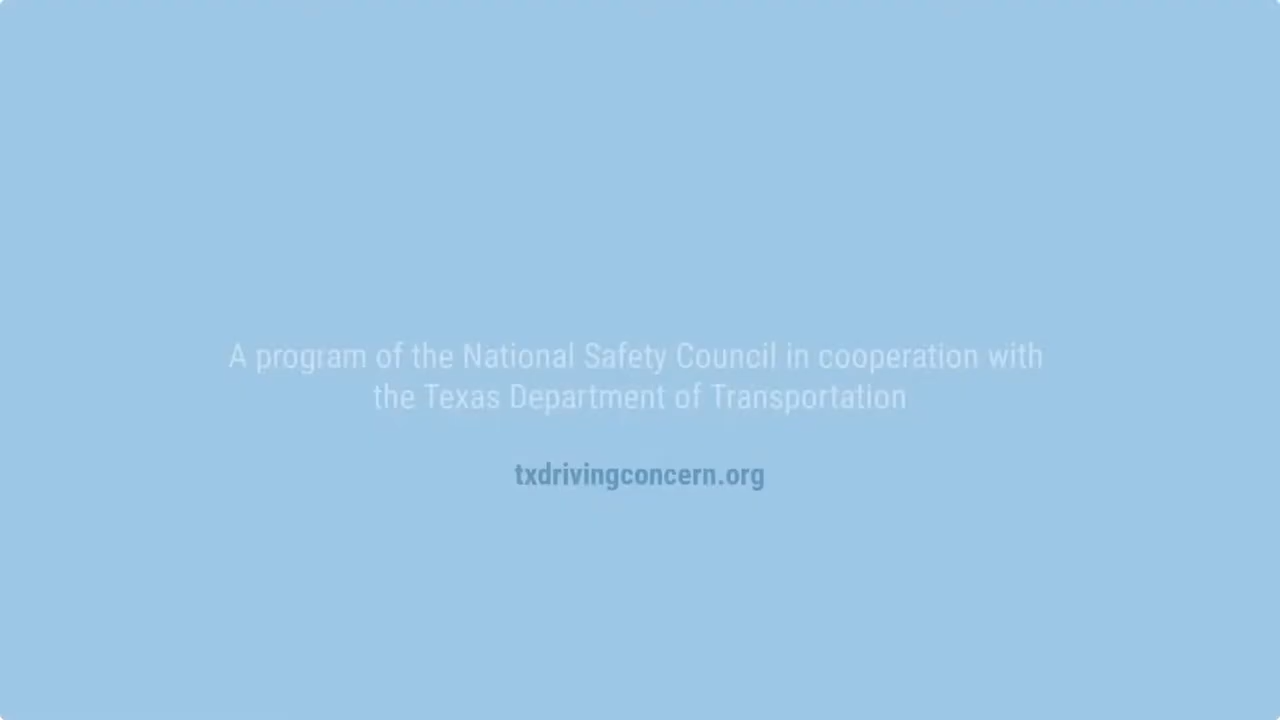 A program of the National Safety Council in cooperation with
the Texas Department of Transportation
txdrivingconcern.org